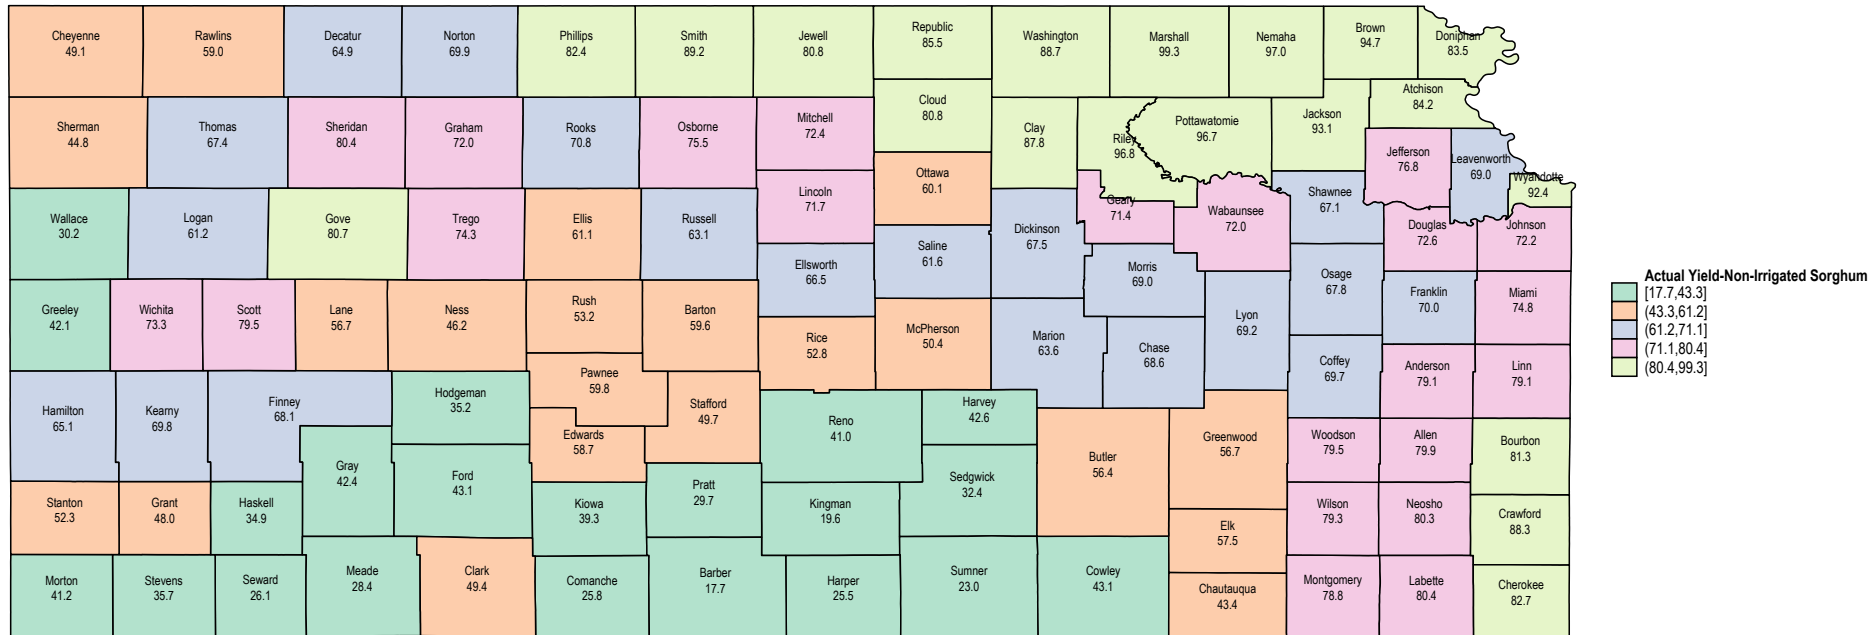 Cheyenne
49.1
Rawlins
59.0
Decatur
64.9
Norton
69.9
Phillips
82.4
Smith
89.2
Jewell
80.8
Republic
85.5
Washington
88.7
Marshall
99.3
Nemaha
97.0
Brown
94.7
Doniphan
83.5
Sherman
44.8
Thomas
67.4
Sheridan
80.4
Graham
72.0
Rooks
70.8
Osborne
75.5
Mitchell
72.4
Cloud
80.8
Clay
87.8
Riley
96.8
Pottawatomie
96.7
Jackson
93.1
Atchison
84.2
Jefferson
76.8
Leavenworth
69.0
Wyandotte
92.4
Lincoln
71.7
Ottawa
60.1
Wallace
30.2
Logan
61.2
Gove
80.7
Trego
74.3
Ellis
61.1
Russell
63.1
Ellsworth
66.5
Saline
61.6
Dickinson
67.5
Geary
71.4
Wabaunsee
72.0
Shawnee
67.1
Douglas
72.6
Johnson
72.2
Morris
69.0
Osage
67.8
Franklin
70.0
Miami
74.8
Actual Yield-Non-Irrigated Sorghum
[17.7,43.3]
(43.3,61.2]
(61.2,71.1]
(71.1,80.4]
(80.4,99.3]
Greeley
42.1
Wichita
73.3
Scott
79.5
Lane
56.7
Ness
46.2
Rush
53.2
Barton
59.6
Rice
52.8
McPherson
50.4
Marion
63.6
Chase
68.6
Lyon
69.2
Coffey
69.7
Anderson
79.1
Linn
79.1
Hamilton
65.1
Kearny
69.8
Finney
68.1
Hodgeman
35.2
Pawnee
59.8
Stafford
49.7
Reno
41.0
Harvey
42.6
Edwards
58.7
Gray
42.4
Ford
43.1
Sedgwick
32.4
Butler
56.4
Greenwood
56.7
Woodson
79.5
Allen
79.9
Bourbon
81.3
Stanton
52.3
Grant
48.0
Haskell
34.9
Kiowa
39.3
Pratt
29.7
Kingman
19.6
Elk
57.5
Wilson
79.3
Neosho
80.3
Crawford
88.3
Morton
41.2
Stevens
35.7
Seward
26.1
Meade
28.4
Clark
49.4
Comanche
25.8
Barber
17.7
Harper
25.5
Sumner
23.0
Cowley
43.1
Chautauqua
43.4
Montgomery
78.8
Labette
80.4
Cherokee
82.7